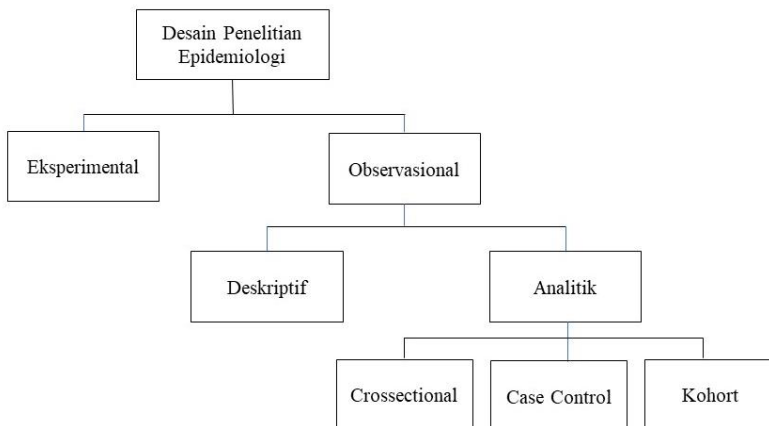 Desain Penelitian
Epidemiologi
Eksperimental
Observasional
Deskriptif
Analitik
Crossectional
Case Control
Kohort